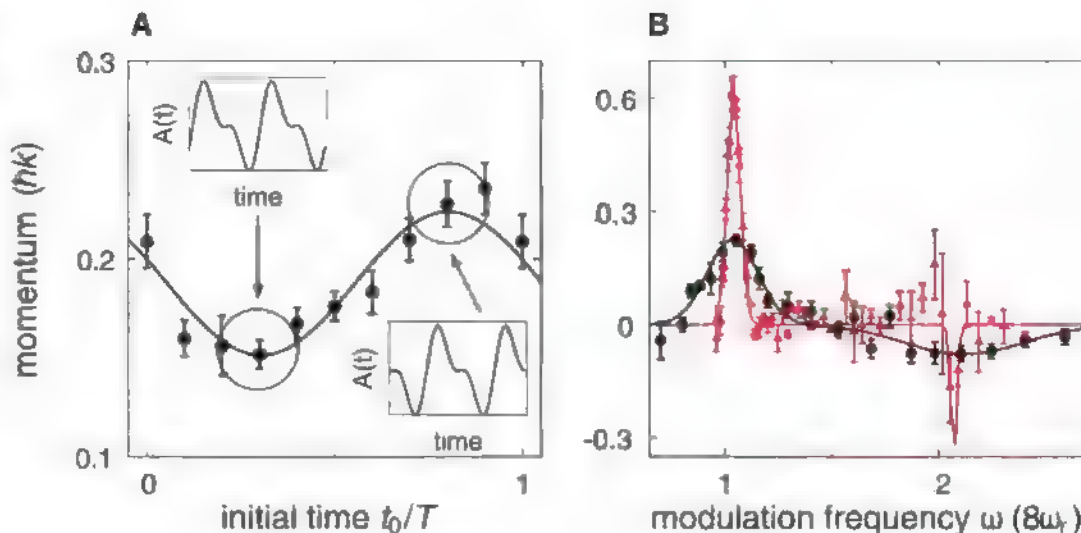 A
0.3
0.2
0.1
momentum (ħk)
A(t)
time
A(t)
time
0
1
initial time t₀/T
B
0.6
0.3
0
-0.3
1
2
modulation frequency ω (8ωᵣ)